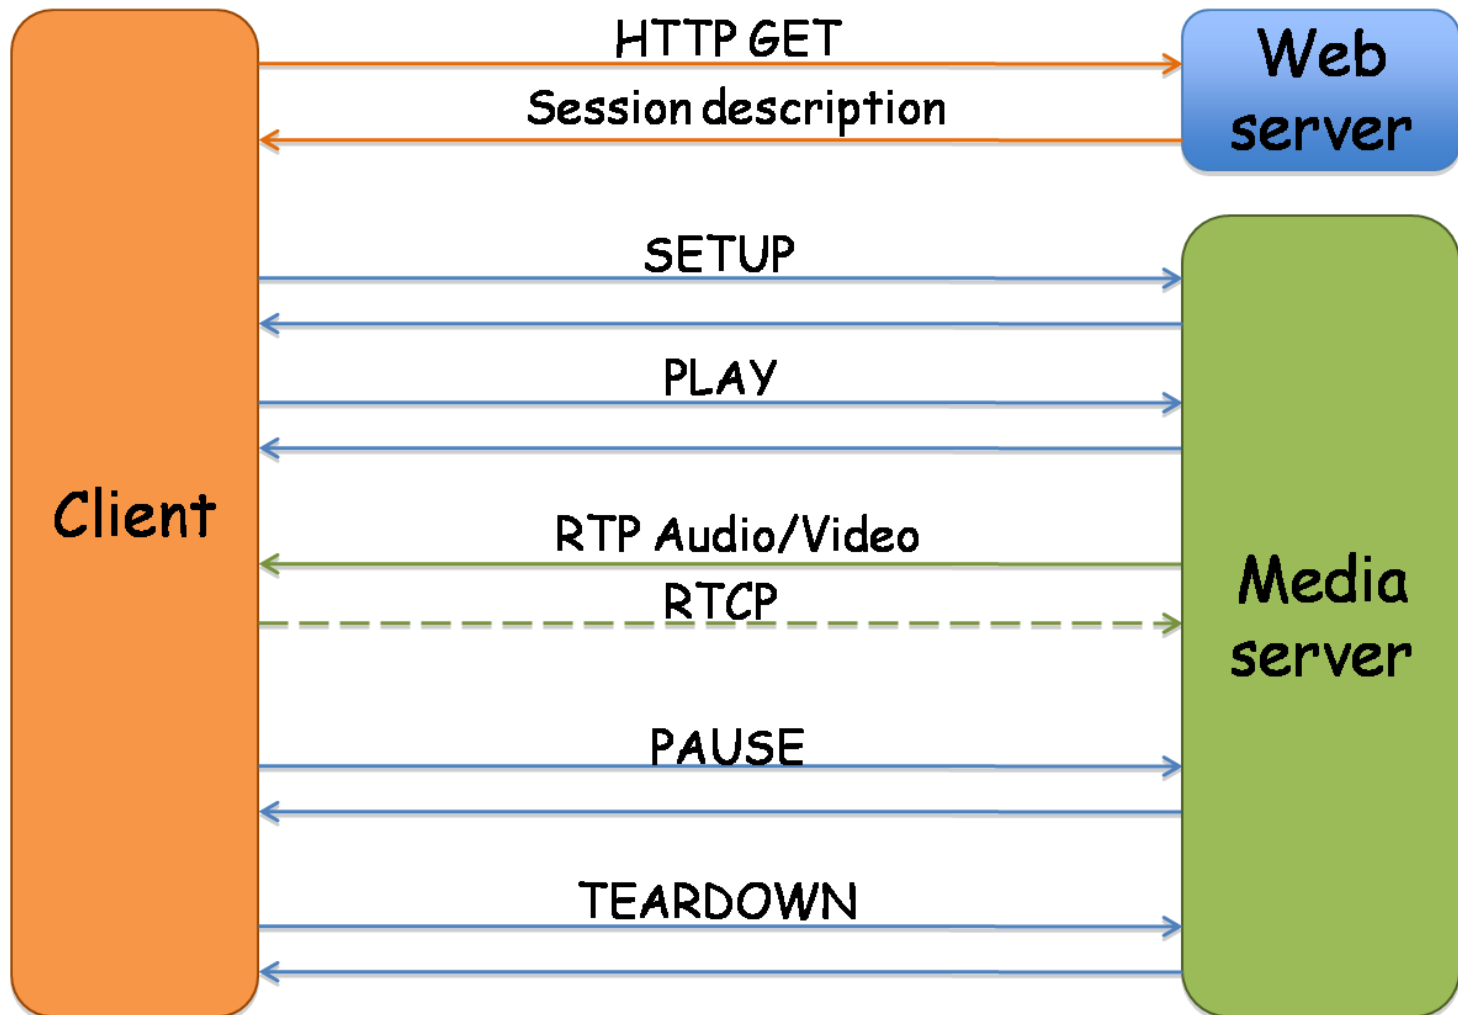 HTTP GET
Web
server
Session description
SETUP
PLAY
Client
RTP Audio/Video
RTCP
Media
server
PAUSE
TEARDOWN